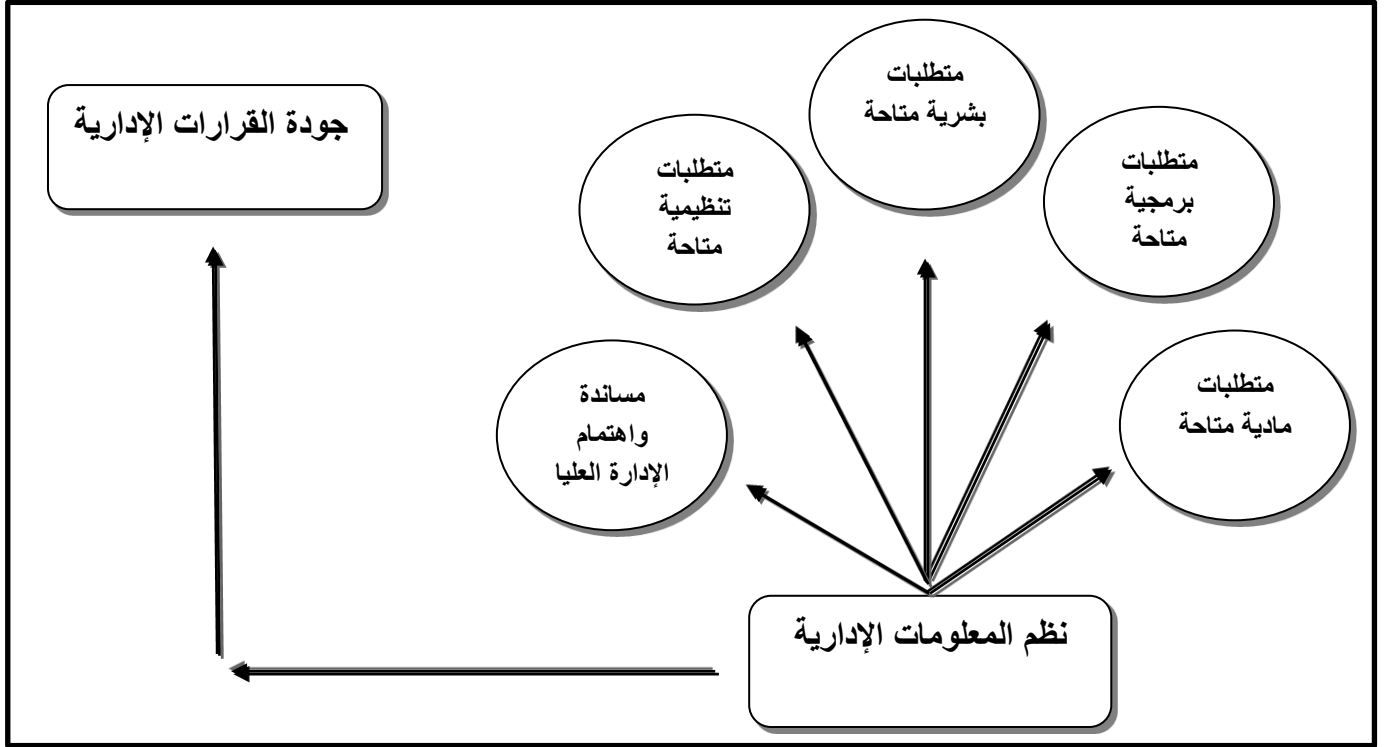 متطلبات
بشرية متاحة
جودة القرارات الإدارية
متطلبات
برمجية
متاحة
متطلبات
تنظيمية
متاحة
متطلبات
مادية متاحة
مساندة
واهتمام
الإدارة العليا
نظم المعلومات الإدارية